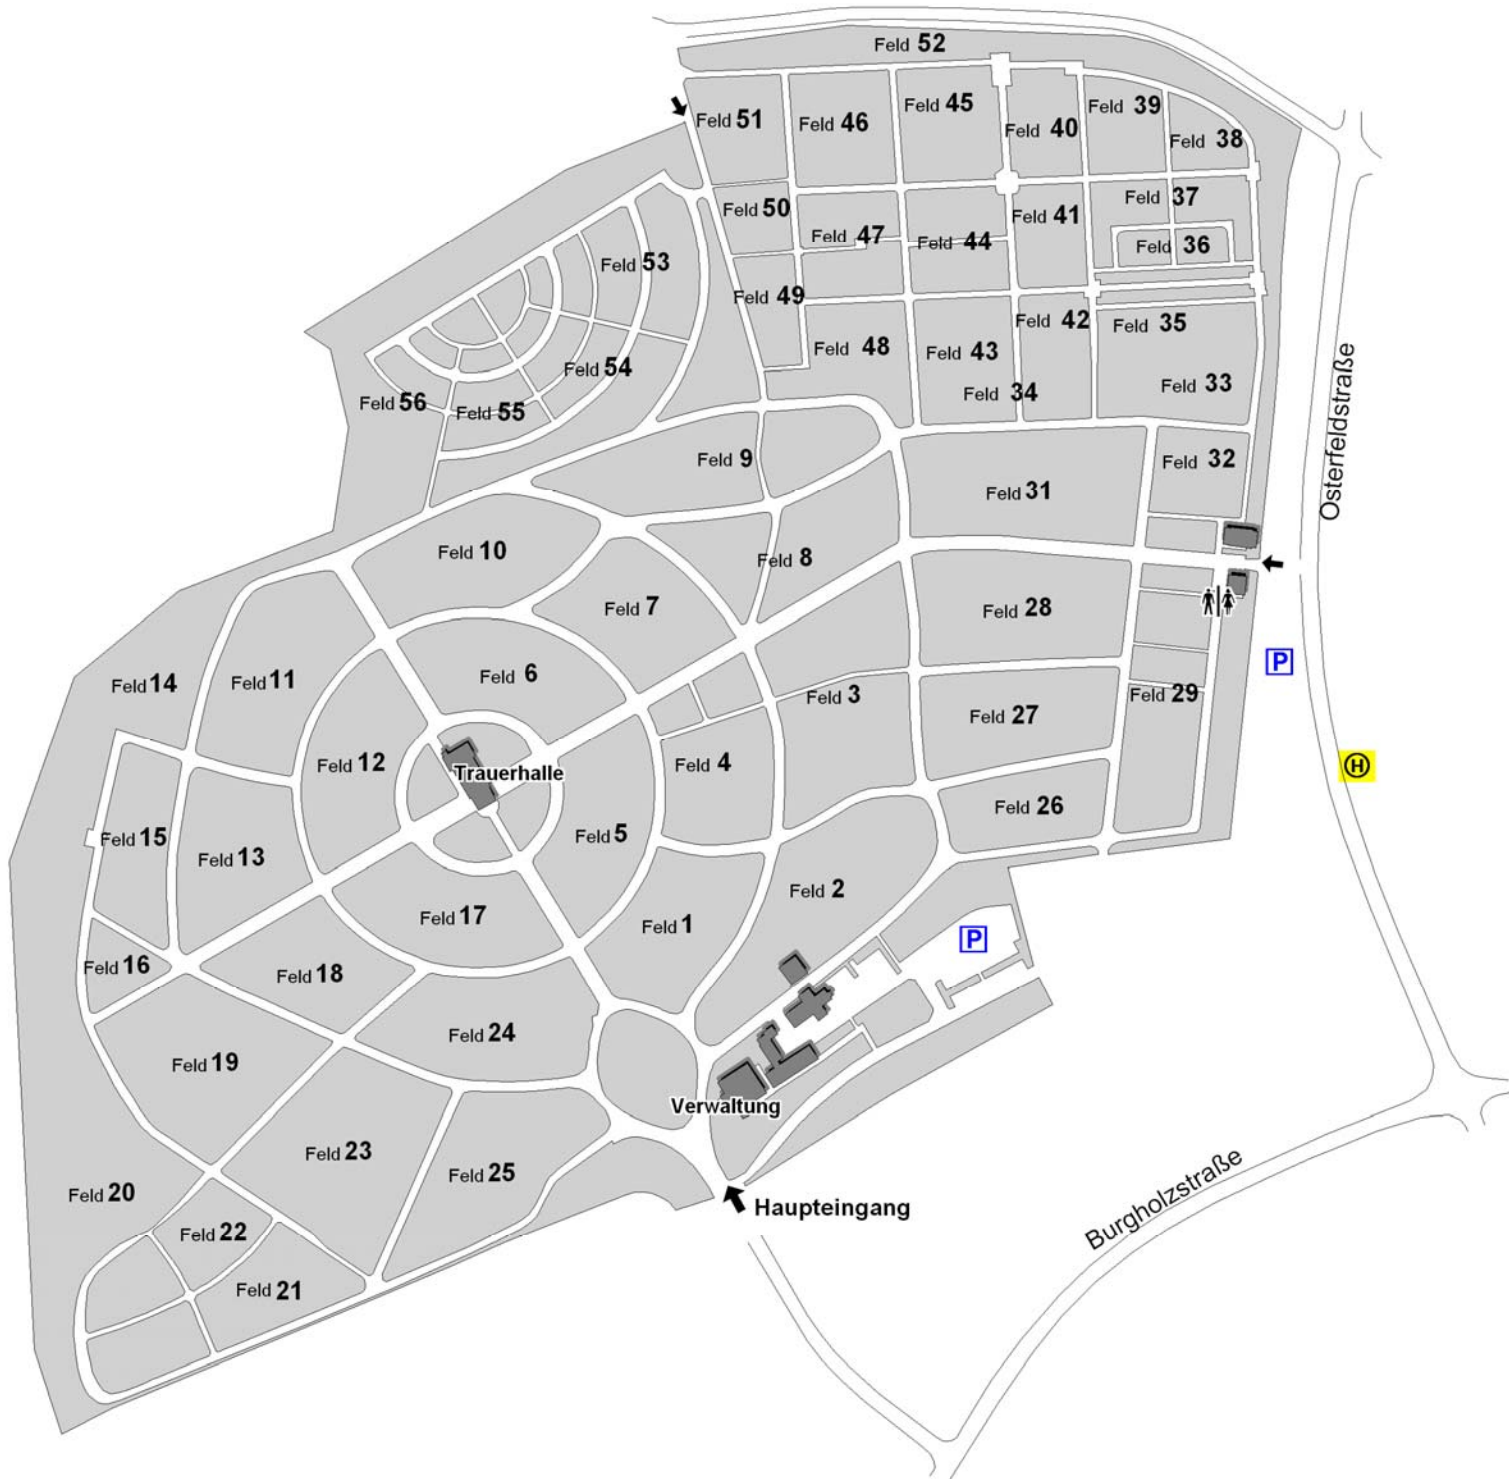 Feld 52
Feld 51
Feld 46
Feld 45
Feld 40
Feld 39
Feld 38
Feld 50
Feld 47
Feld 44
Feld 41
Feld 37
Feld 36
Feld 53
Feld 49
Feld 48
Feld 43
Feld 42
Feld 35
Feld 34
Feld 33
Feld 54
Feld 56
Feld 55
Osterfeldstraße
Feld 9
Feld 31
Feld 32
Feld 10
Feld 8
Feld 7
Feld 28
Feld 14
Feld 11
Feld 6
Feld 3
Feld 27
Feld 29
P
Feld 12
Trauerhalle
Feld 4
H
Feld 15
Feld 13
Feld 5
Feld 26
Feld 17
Feld 1
Feld 2
P
Feld 16
Feld 18
Feld 24
Feld 19
Verwaltung
Feld 20
Feld 23
Feld 25
Haupteingang
Burgholzstraße
Feld 22
Feld 21